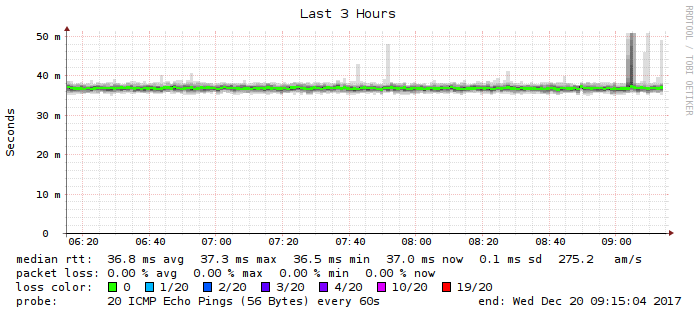 Last 3 Hours
RRDTOOL / TOBI OETIKER
Seconds
50 m
40 m
30 m
20 m
10 m
0
06:20 06:40 07:00 07:20 07:40 08:00 08:20 08:40 09:00
median rtt: 36.8 ms avg 37.3 ms max 36.5 ms min 37.0 ms now 0.1 ms sd 275.2 am/s
packet loss: 0.00 % avg 0.00 % max 0.00 % min 0.00 % now
loss color: 0 1/20 2/20 3/20 4/20 10/20 19/20
probe: 20 ICMP Echo Pings (56 Bytes) every 60s end: Wed Dec 20 09:15:04 2017